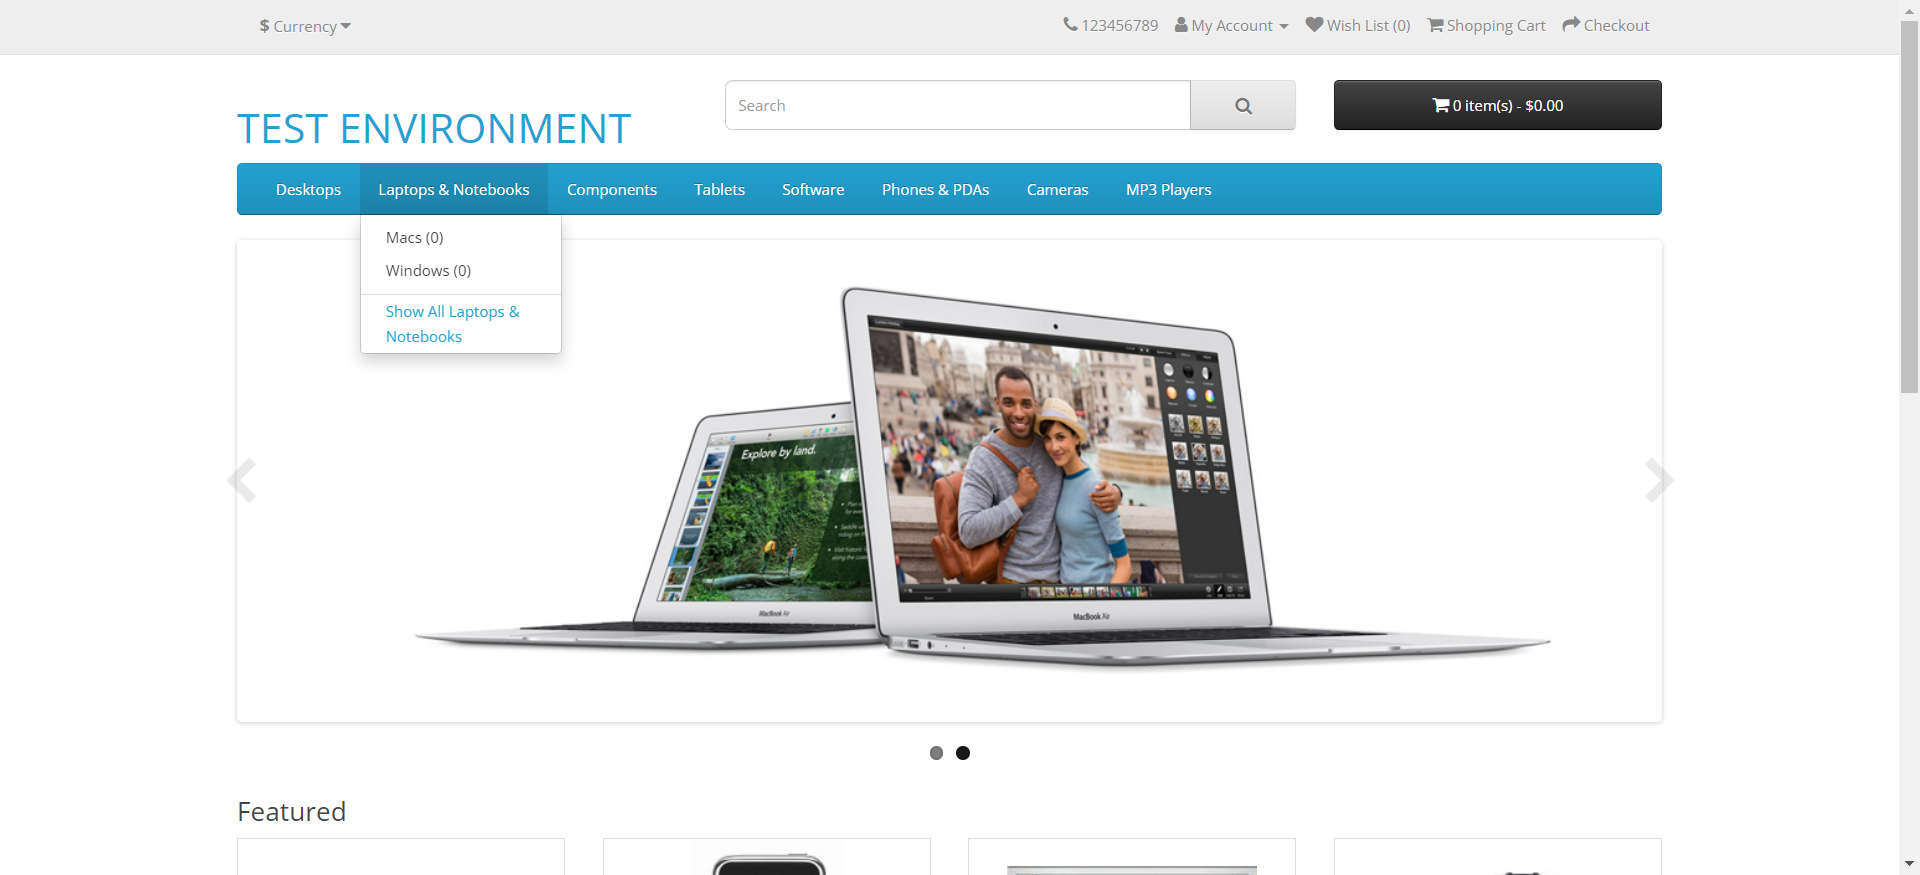 $ Currency
123456789 My Account Wish List (0) Shopping Cart Checkout
TEST ENVIRONMENT
Search
0 item(s) - $0.00
Desktops Laptops & Notebooks Components Tablets Software Phones & PDAs Cameras MP3 Players
Macs (0)
Windows (0)
Show All Laptops &
Notebooks
Explore by land.
MacBook Air
MacBook Air
Featured